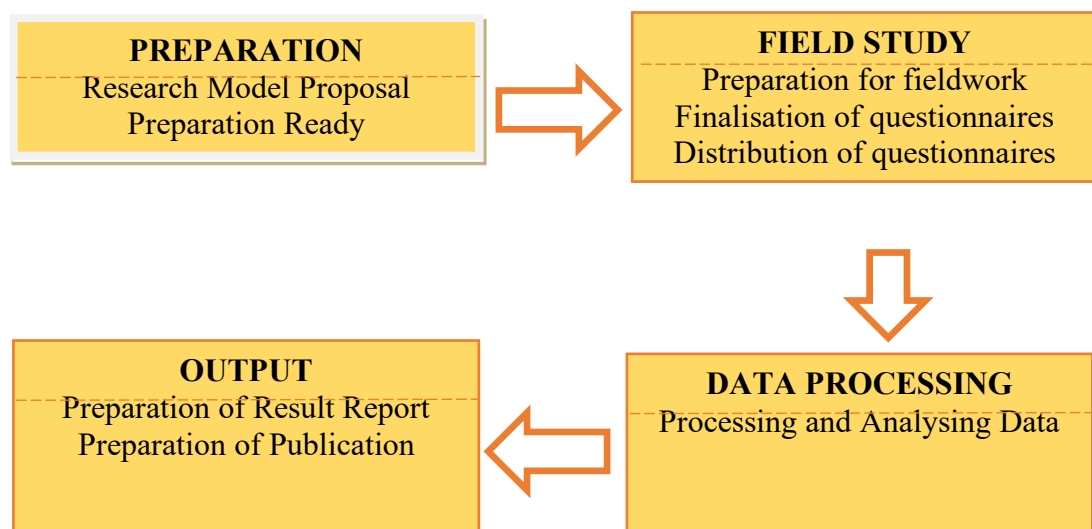 PREPARATION
Research Model Proposal
Preparation Ready
FIELD STUDY
Preparation for fieldwork
Finalisation of questionnaires
Distribution of questionnaires
DATA PROCESSING
Processing and Analysing Data
OUTPUT
Preparation of Result Report
Preparation of Publication